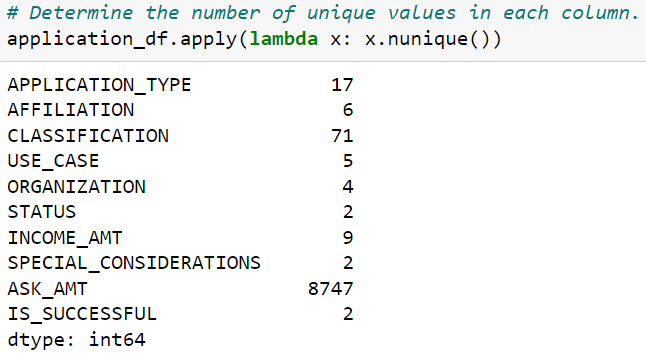 # Determine the number of unique values in each column.
application_df.apply(lambda x: x.nunique())
APPLICATION_TYPE 17
AFFILIATION 6
CLASSIFICATION 71
USE_CASE 5
ORGANIZATION 4
STATUS 2
INCOME_AMT 9
SPECIAL_CONSIDERATIONS 2
ASK_AMT 8747
IS_SUCCESSFUL 2
dtype: int64